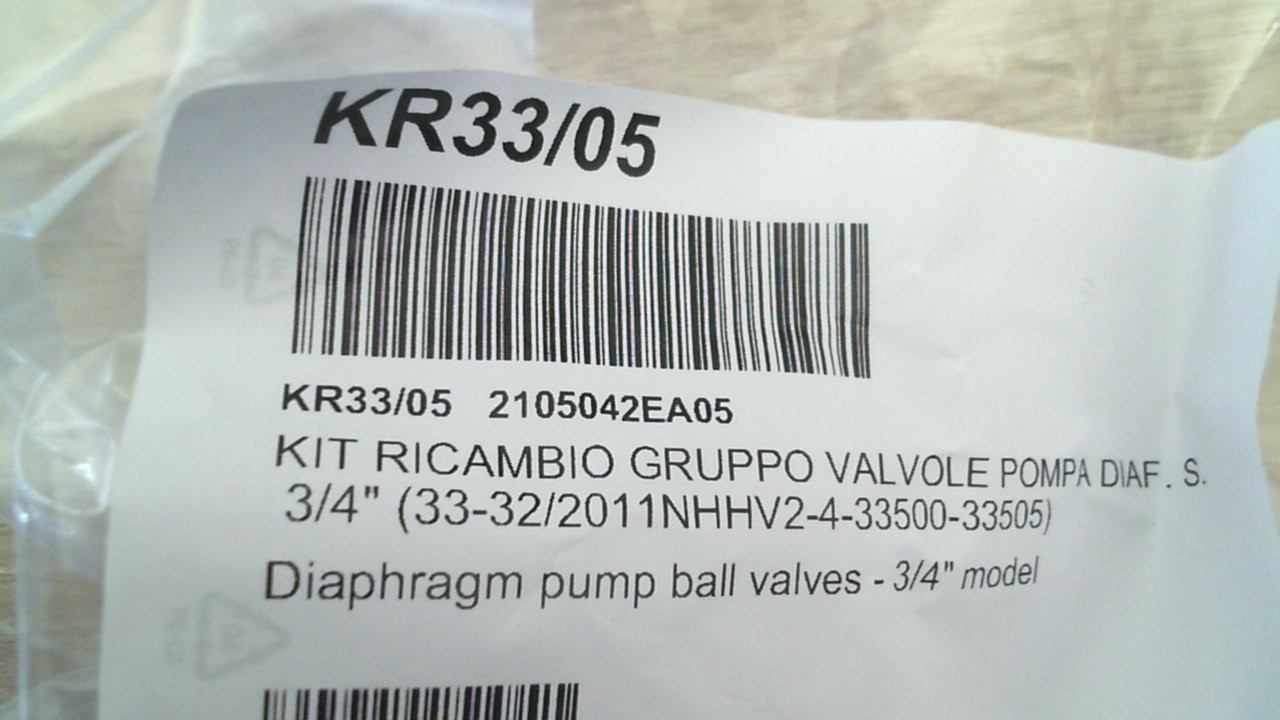 KR33/05
KR33/05 2105042EA05
KIT RICAMBIO GRUPPO VALVOLE POMPA DIAF. S.
3/4" (33-32/2011NHHV2-4-33500-33505)
Diaphragm pump ball valves - 3/4" model